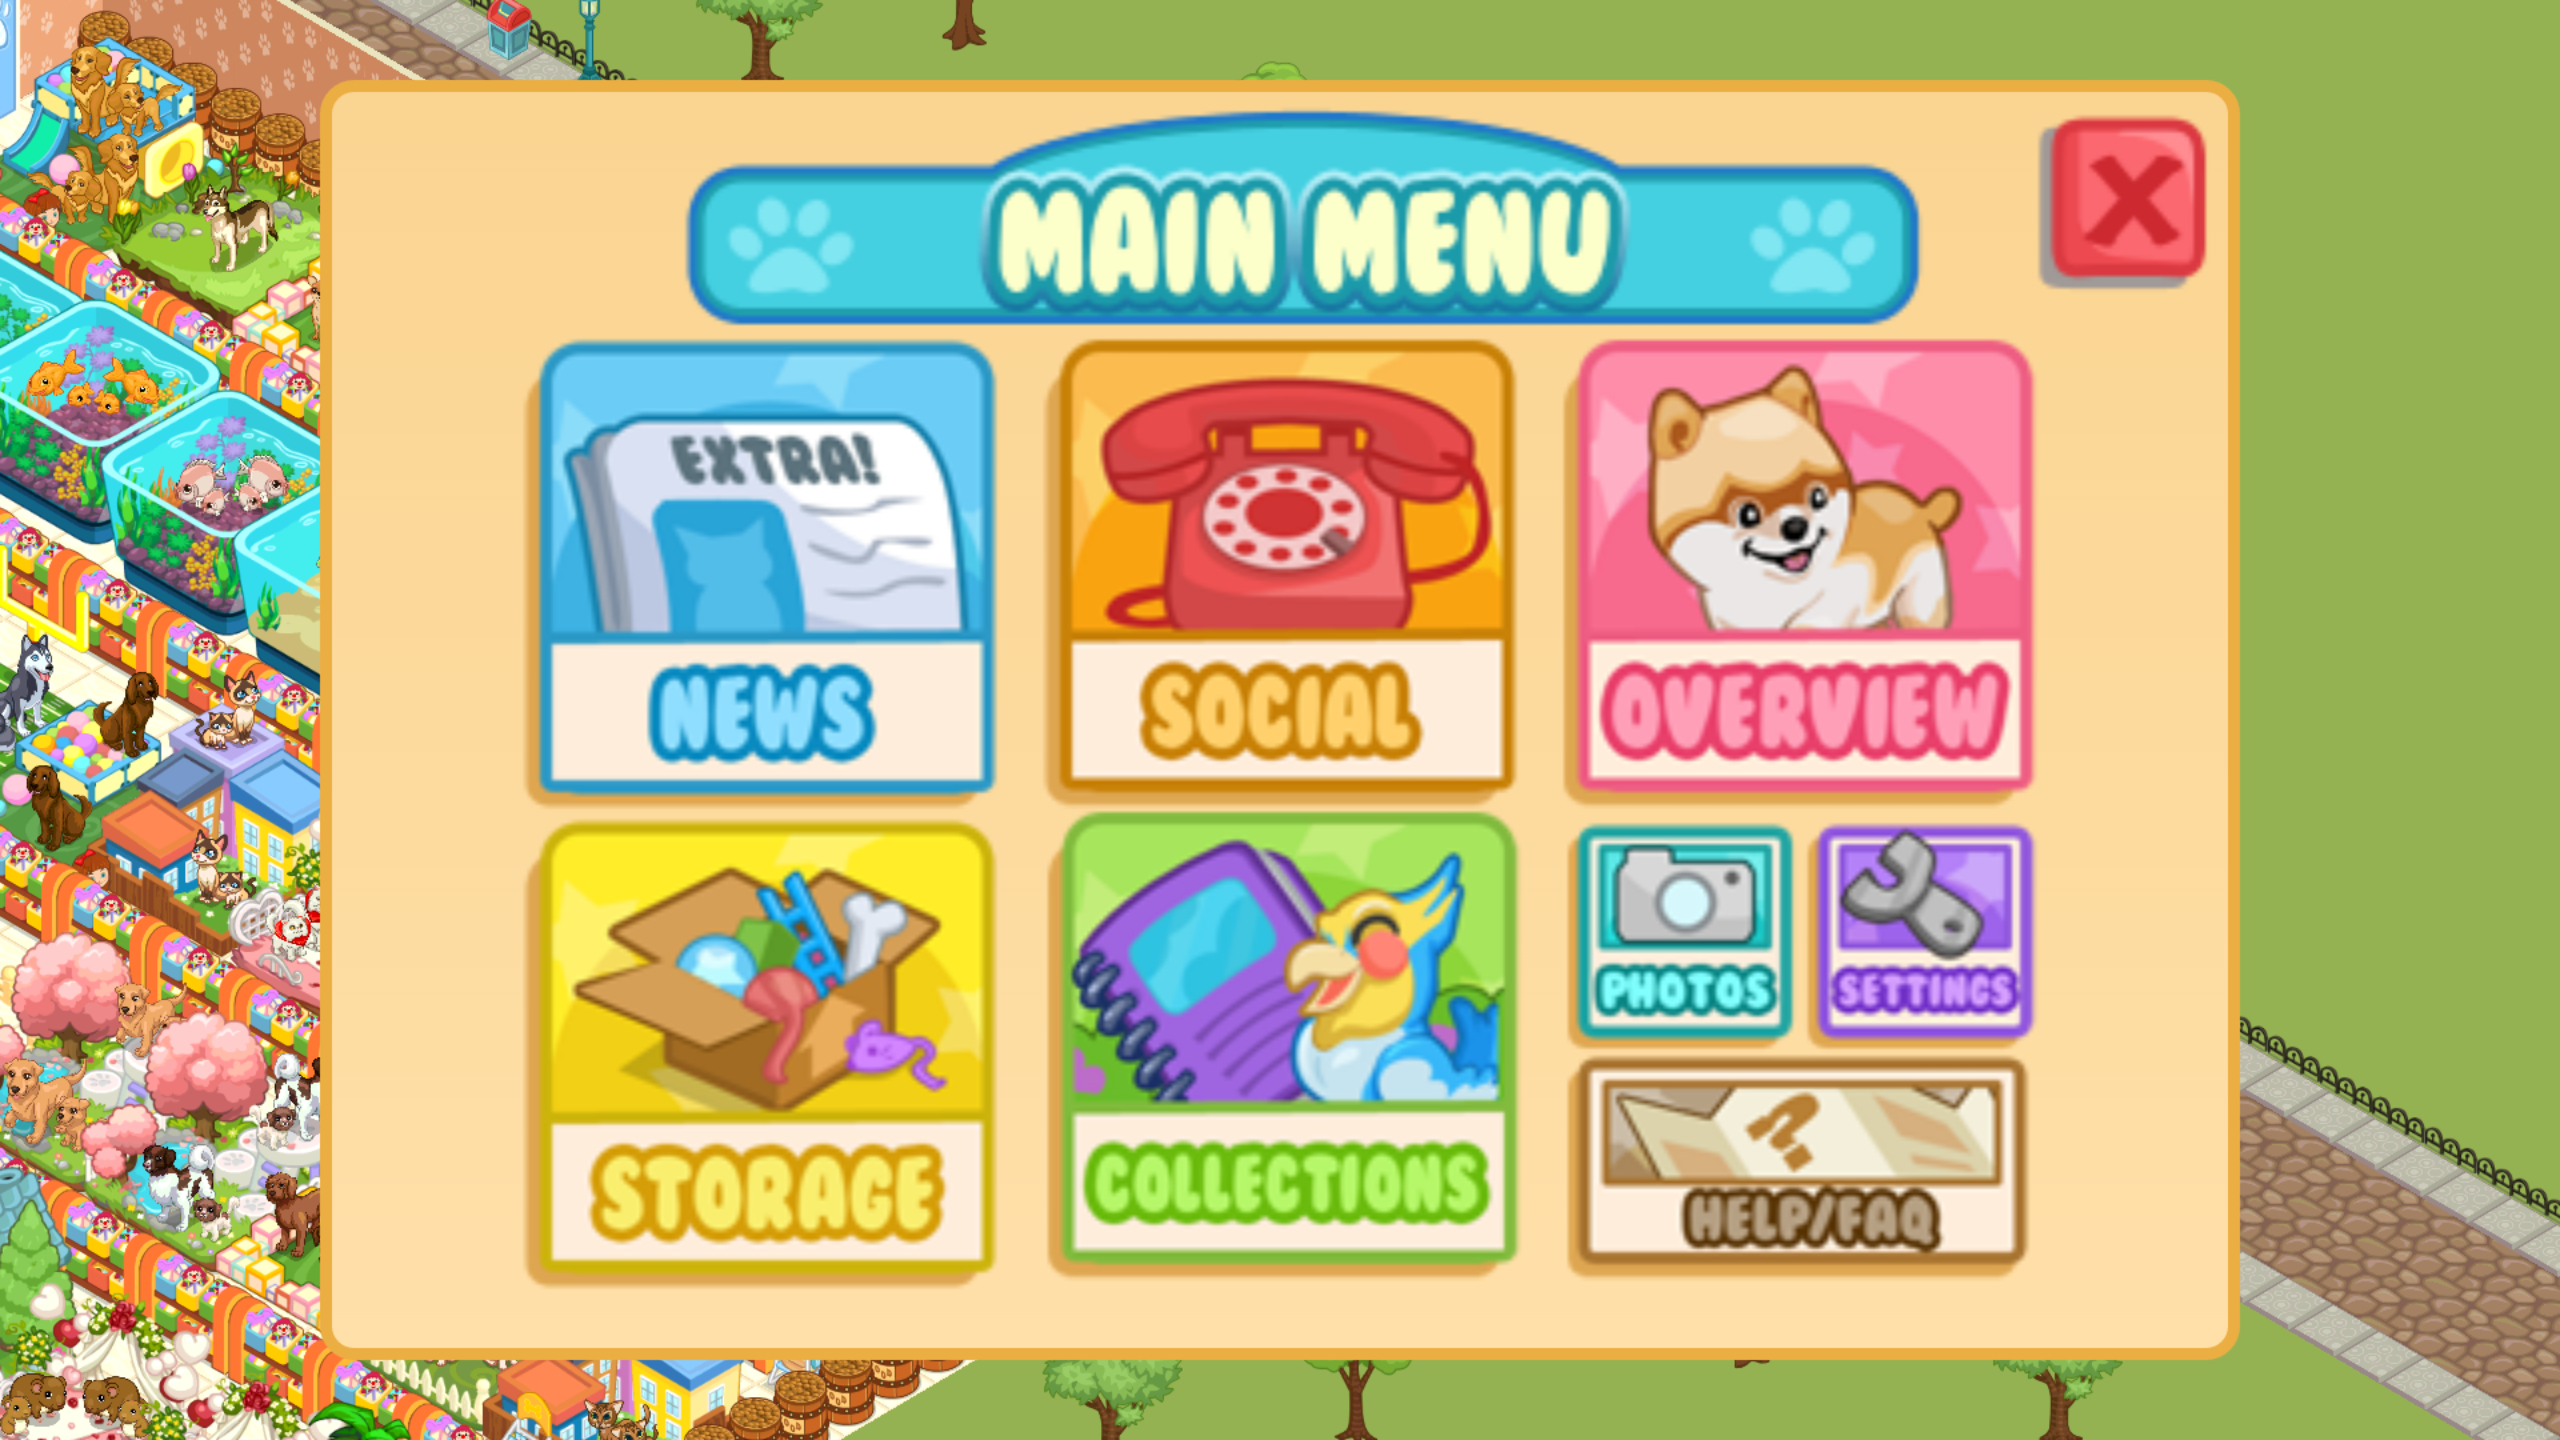 MAIN MENU
EXTRA!
NEWS
SOCIAL
OVERVIEW
STORAGE
COLLECTIONS
PHOTOS
SETTINGS
?
HELP/FAQ